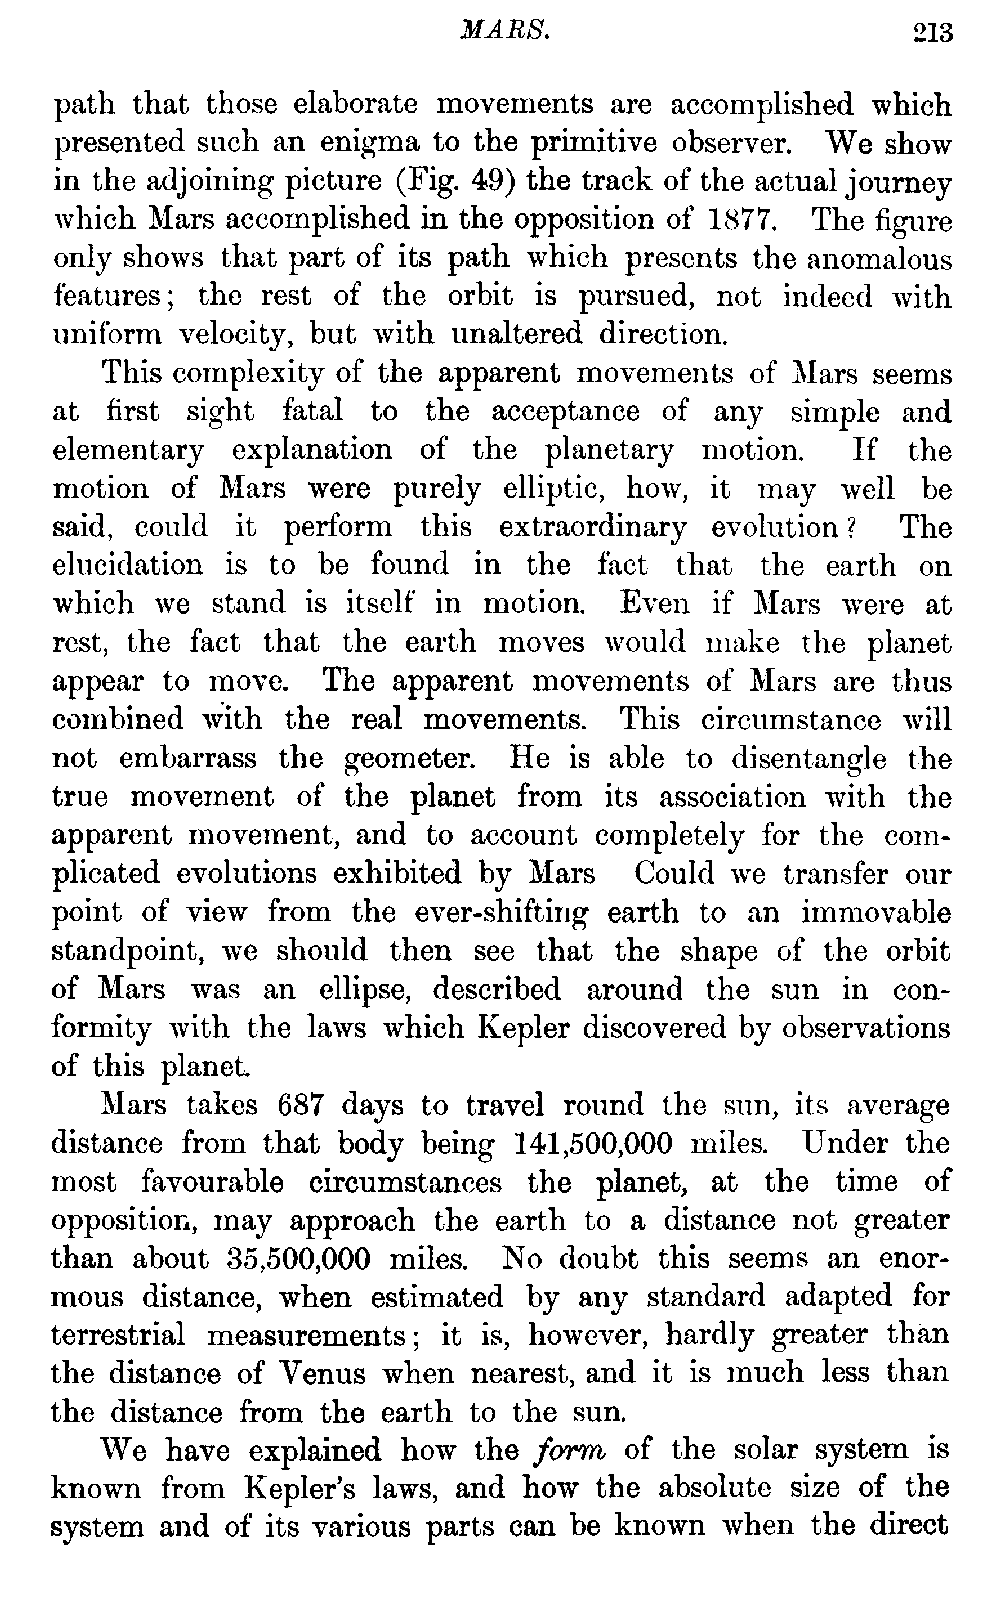 MARS. 213
path that those elaborate movements are accomplished which
presented such an enigma to the primitive observer. We show
in the adjoining picture (Fig. 49) the track of the actual journey
which Mars accomplished in the opposition of 1877. The figure
only shows that part of its path which presents the anomalous
features; the rest of the orbit is pursued, not indeed with
uniform velocity, but with unaltered direction.
This complexity of the apparent movements of Mars seems
at first sight fatal to the acceptance of any simple and
elementary explanation of the planetary motion. If the
motion of Mars were purely elliptic, how, it may well be
said, could it perform this extraordinary evolution? The
elucidation is to be found in the fact that the earth on
which we stand is itself in motion. Even if Mars were at
rest, the fact that the earth moves would make the planet
appear to move. The apparent movements of Mars are thus
combined with the real movements. This circumstance will
not embarrass the geometer. He is able to disentangle the
true movement of the planet from its association with the
apparent movement, and to account completely for the com-
plicated evolutions exhibited by Mars Could we transfer our
point of view from the ever-shifting earth to an immovable
standpoint, we should then see that the shape of the orbit
of Mars was an ellipse, described around the sun in con-
formity with the laws which Kepler discovered by observations
of this planet.
Mars takes 687 days to travel round the sun, its average
distance from that body being 141,500,000 miles. Under the
most favourable circumstances the planet, at the time of
opposition, may approach the earth to a distance not greater
than about 35,500,000 miles. No doubt this seems an enor-
mous distance, when estimated by any standard adapted for
terrestrial measurements; it is, however, hardly greater than
the distance of Venus when nearest, and it is much less than
the distance from the earth to the sun.
We have explained how the form of the solar system is
known from Kepler's laws, and how the absolute size of the
system and of its various parts can be known when the direct